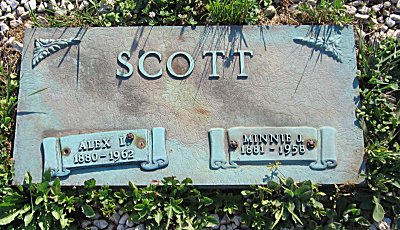 SCOTT
ALEX L.
1880-1962
MINNIE J.
1881-1958